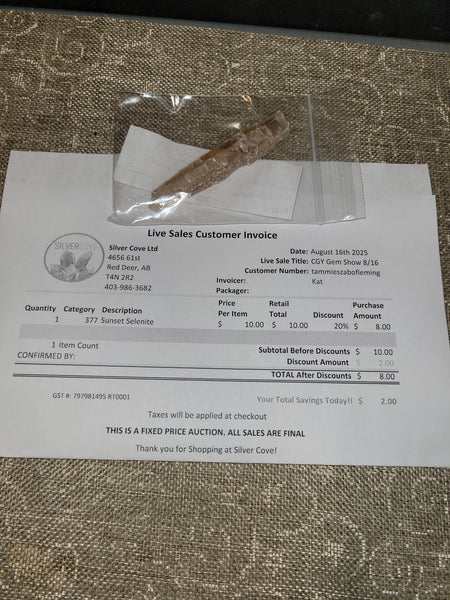 Live Sales Customer Invoice
SILVERCOVE
Silver Cove Ltd
4656 61st
Red Deer, AB
T4N 2R2
403-986-3682
Date: August 16th 2025
Live Sale Title: CGY Gem Show 8/16
Customer Number: tammieszabofleming
Invoicer: Kat
Packager:
Quantity Category Description Price Per Item Retail Total Discount Purchase Amount
1 377 Sunset Selenite $ 10.00 $ 10.00 20% $ 8.00
1 Item Count
Subtotal Before Discounts $ 10.00
CONFIRMED BY:
Discount Amount $ 2.00
TOTAL After Discounts $ 8.00
GST #: 797981495 RT0001
Your Total Savings Today!! $ 2.00
Taxes will be applied at checkout
THIS IS A FIXED PRICE AUCTION. ALL SALES ARE FINAL
Thank you for Shopping at Silver Cove!